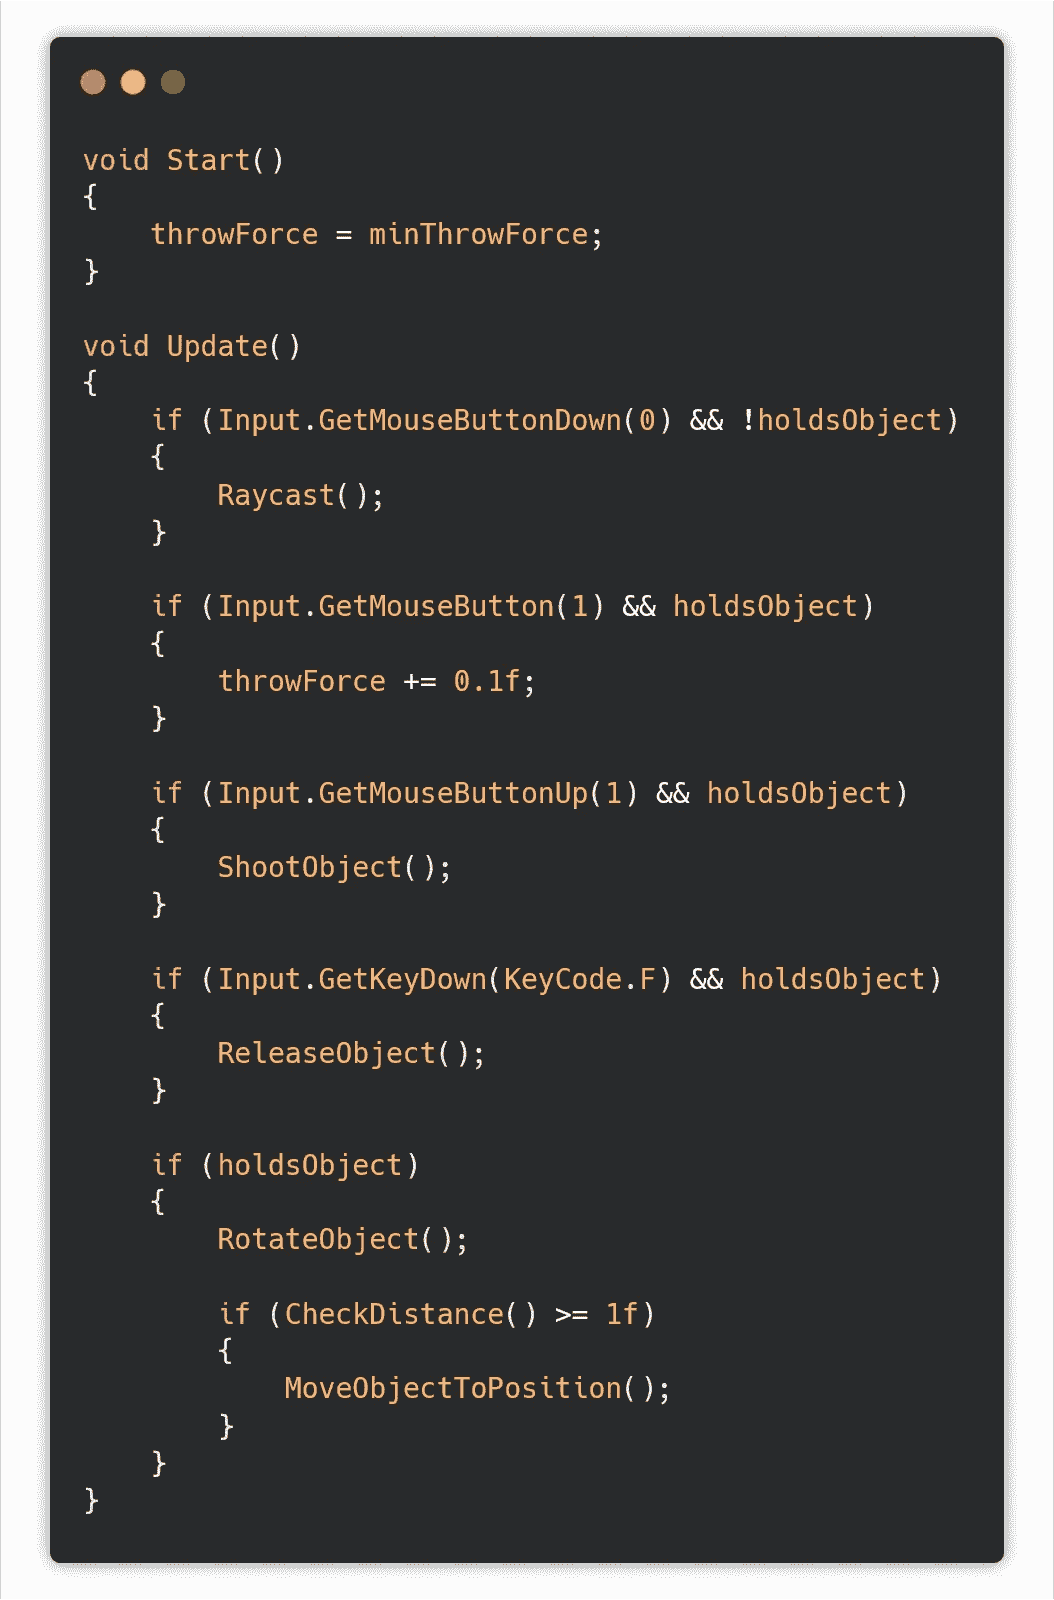 void Start()
{
    throwForce = minThrowForce;
}

void Update()
{
    if (Input.GetMouseButtonDown(0) && !holdsObject)
    {
        Raycast();
    }

    if (Input.GetMouseButton(1) && holdsObject)
    {
        throwForce += 0.1f;
    }

    if (Input.GetMouseButtonUp(1) && holdsObject)
    {
        ShootObject();
    }

    if (Input.GetKeyDown(KeyCode.F) && holdsObject)
    {
        ReleaseObject();
    }

    if (holdsObject)
    {
        RotateObject();

        if (CheckDistance() >= 1f)
        {
            MoveObjectToPosition();
        }
    }
}